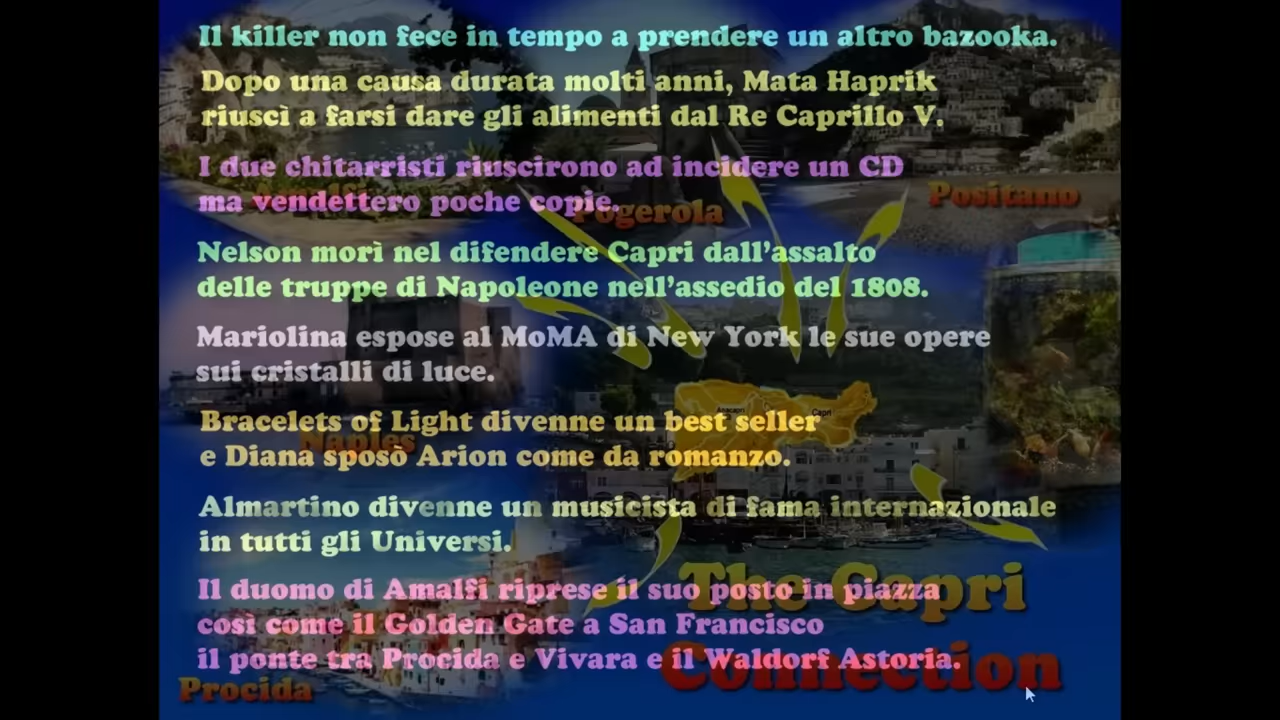 Il killer non fece in tempo a prendere un altro bazooka.
Dopo una causa durata molti anni, Mata Haprik
riuscì a farsi dare gli alimenti dal Re Caprillo V.
I due chitarristi riuscirono ad incidere un CD
ma vendettero poche copie.
Positano
Pogerola
Nelson morì nel difendere Capri dall'assalto
delle truppe di Napoleone nell'assedio del 1808.
Mariolina espose al MoMA di New York le sue opere
sui cristalli di luce.
Anacapri
Capri
Bracelets of Light divenne un best seller
Naples
e Diana sposò Arion come da romanzo.
Almartino divenne un musicista di fama internazionale
in tutti gli Universi.
Il duomo di Amalfi riprese il suo posto in piazza
così come il Golden Gate a San Francisco
il ponte tra Procida e Vivara e il Waldorf Astoria.
The Capri
Connection
Procida